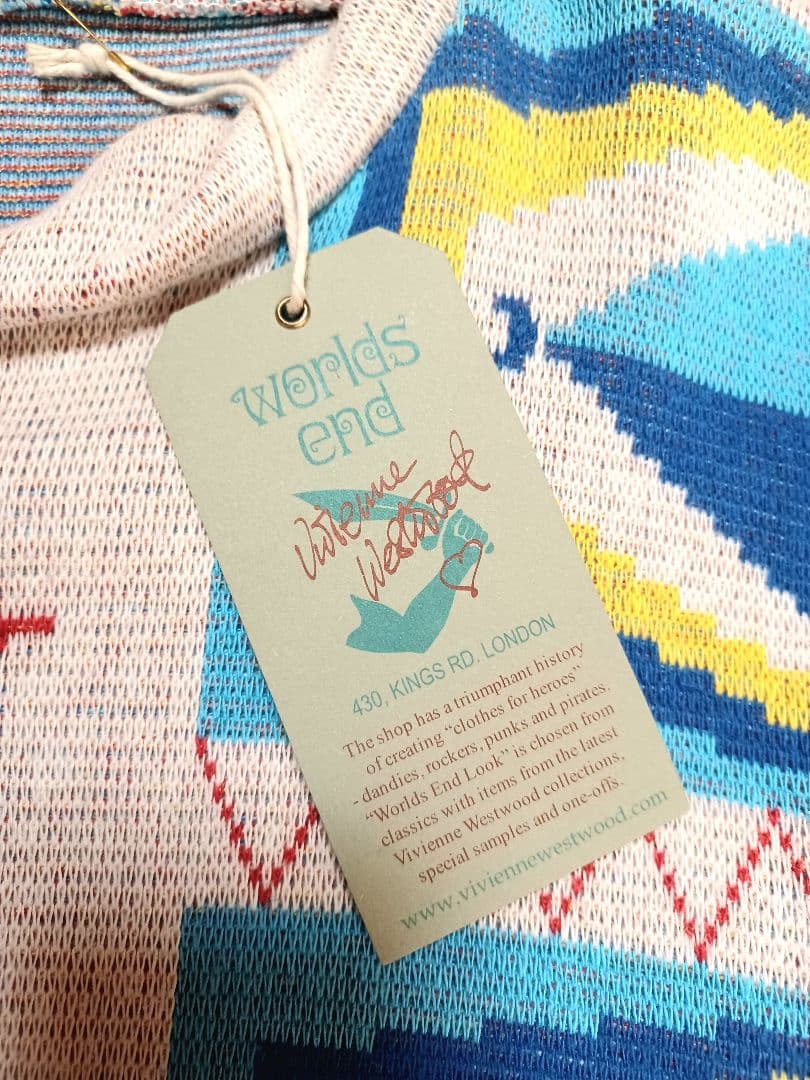 worlds
end
Vivienne
Westwood
430, KINGS RD. LONDON
The shop has a triumphant history
of creating “clothes for heroes”
- dandies, rockers, punks and pirates.
“Worlds End Look” is chosen from
classics with items from the latest
Vivienne Westwood collections,
special samples and one-offs.
www.viviennewestwood.com